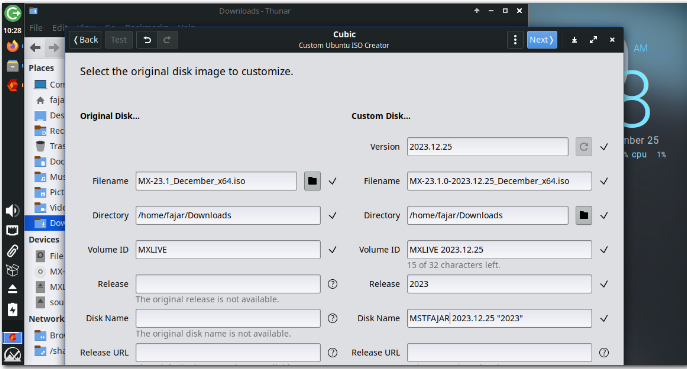 Downloads - Thunar
File Edit View Go Bookmarks Help
10:28
Places
Com
faja
Des
Rec
Tras
Doc
Mus
Pict
Vide
Dow
Devices
File
MX-
MXL
sou
Network
Brow
/sha
Back
Test
Cubic
Custom Ubuntu ISO Creator
Next
Select the original disk image to customize.
Original Disk...
Custom Disk...
Version 2023.12.25
Filename MX-23.1_December_x64.iso
Filename MX-23.1.0-2023.12.25_December_x64.iso
Directory /home/fajar/Downloads
Directory /home/fajar/Downloads
Volume ID MXLIVE
Volume ID MXLIVE 2023.12.25
15 of 32 characters left.
Release
Release 2023
The original release is not available.
Disk Name
Disk Name MSTFAJAR 2023.12.25 "2023"
The original disk name is not available.
Release URL
Release URL
AM
8
mber 25
% cpu 1%